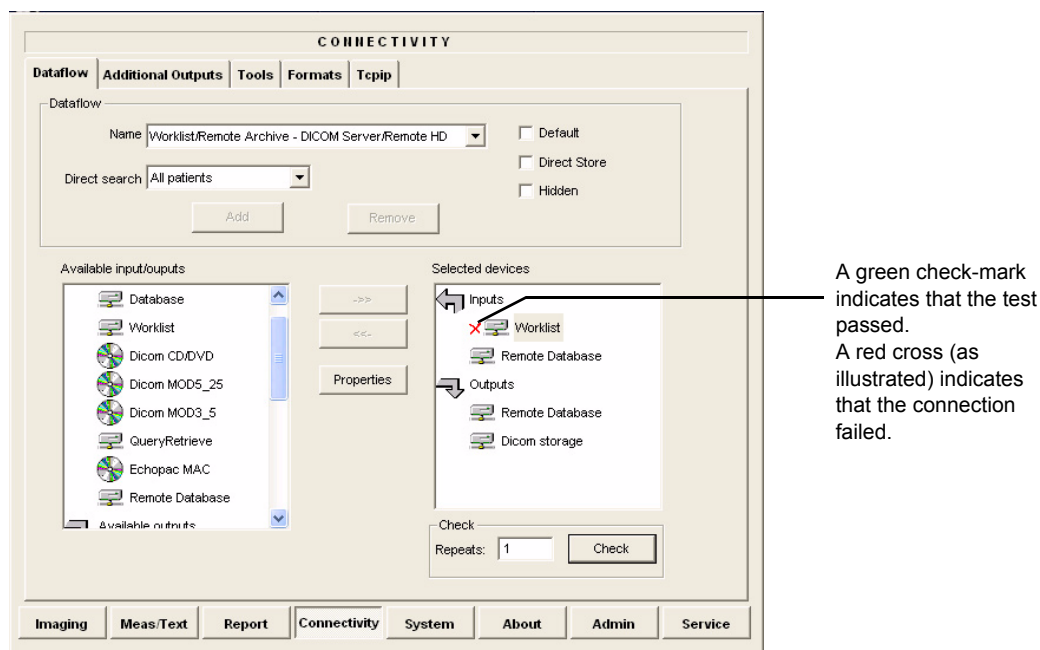 CONNECTIVITY
Dataflow Additional Outputs Tools Formats Tcpip
Dataflow
Name Worklist/Remote Archive - DICOM Server/Remote HD
Default
Direct Store
Direct search All patients
Hidden
Add Remove
Available input/ouputs
Database
Worklist
Dicom CD/DVD
Dicom MOD5_25
Dicom MOD3_5
QueryRetrieve
Echopac MAC
Remote Database
Available outputs
->>
<<-
Properties
Selected devices
Inputs
Worklist
Remote Database
Outputs
Remote Database
Dicom storage
Check
Repeats: 1 Check
Imaging Meas/Text Report Connectivity System About Admin Service
A green check-mark
indicates that the test
passed.
A red cross (as
illustrated) indicates
that the connection
failed.